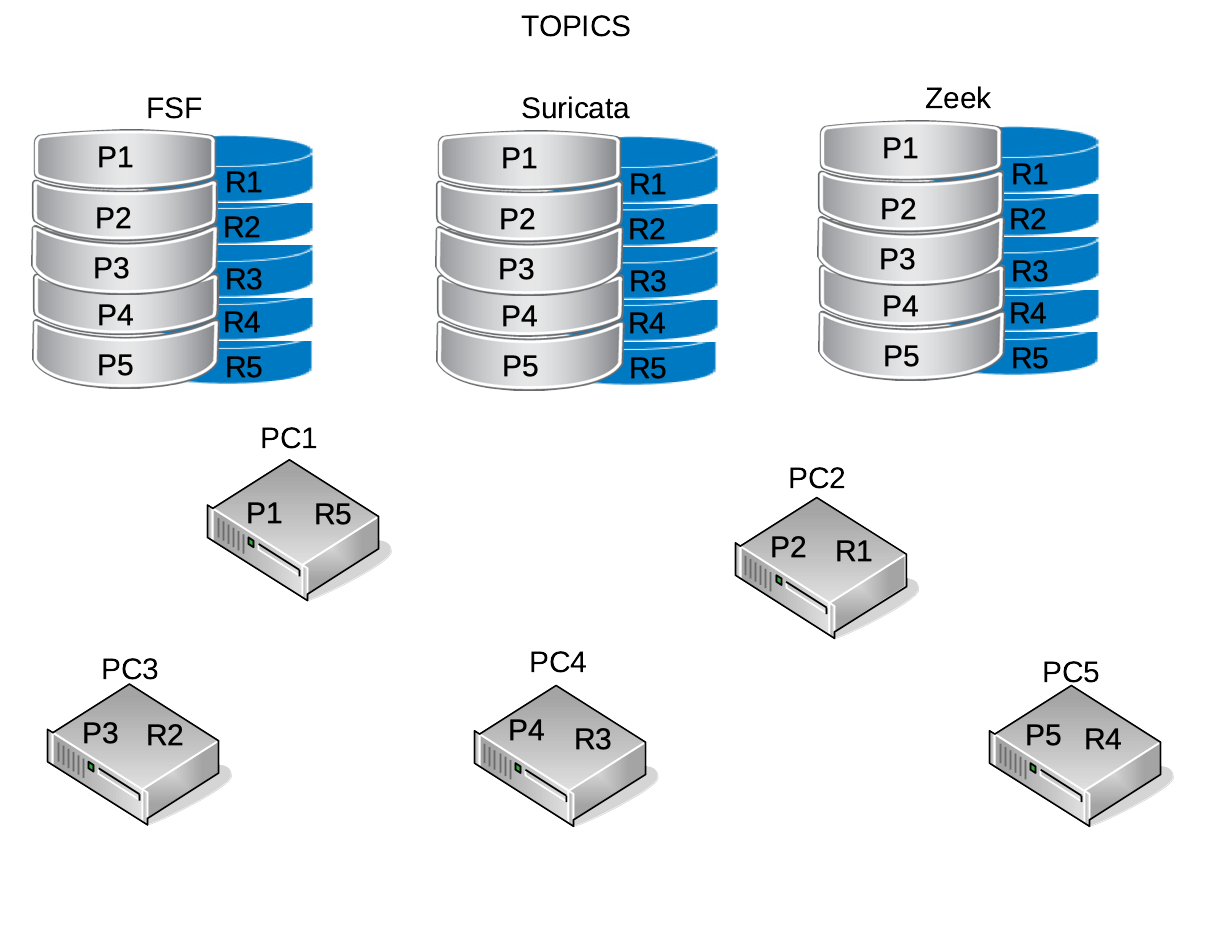 TOPICS
FSF
Suricata
Zeek
P1
R1
P2
R2
P3
R3
P4
R4
P5
R5
P1
R1
P2
R2
P3
R3
P4
R4
P5
R5
P1
R1
P2
R2
P3
R3
P4
R4
P5
R5
PC1
P1 R5
PC2
P2 R1
PC3
P3 R2
PC4
P4 R3
PC5
P5 R4